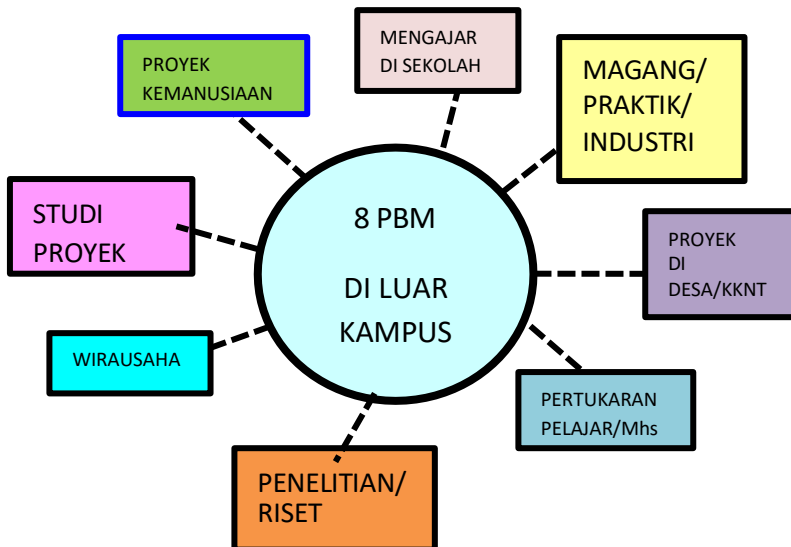 MENGAJAR
DI SEKOLAH
PROYEK
KEMANUSIAAN
MAGANG/
PRAKTIK/
INDUSTRI
STUDI
PROYEK
8 PBM
DI LUAR
KAMPUS
PROYEK
DI
DESA/KKNT
WIRAUSAHA
PERTUKARAN
PELAJAR/Mhs
PENELITIAN/
RISET